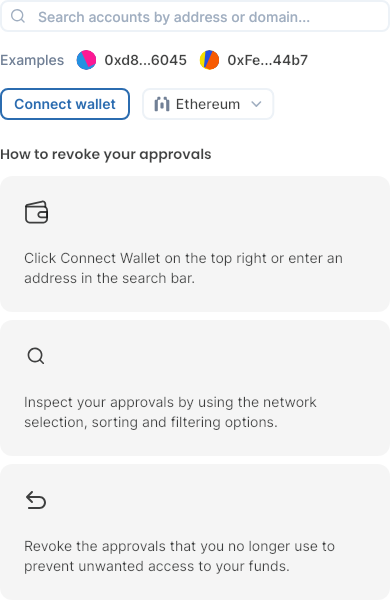 Search accounts by address or domain...
Examples 0xd8...6045 0xFe...44b7
Connect wallet Ethereum
How to revoke your approvals
Click Connect Wallet on the top right or enter an
address in the search bar.
Inspect your approvals by using the network
selection, sorting and filtering options.
Revoke the approvals that you no longer use to
prevent unwanted access to your funds.